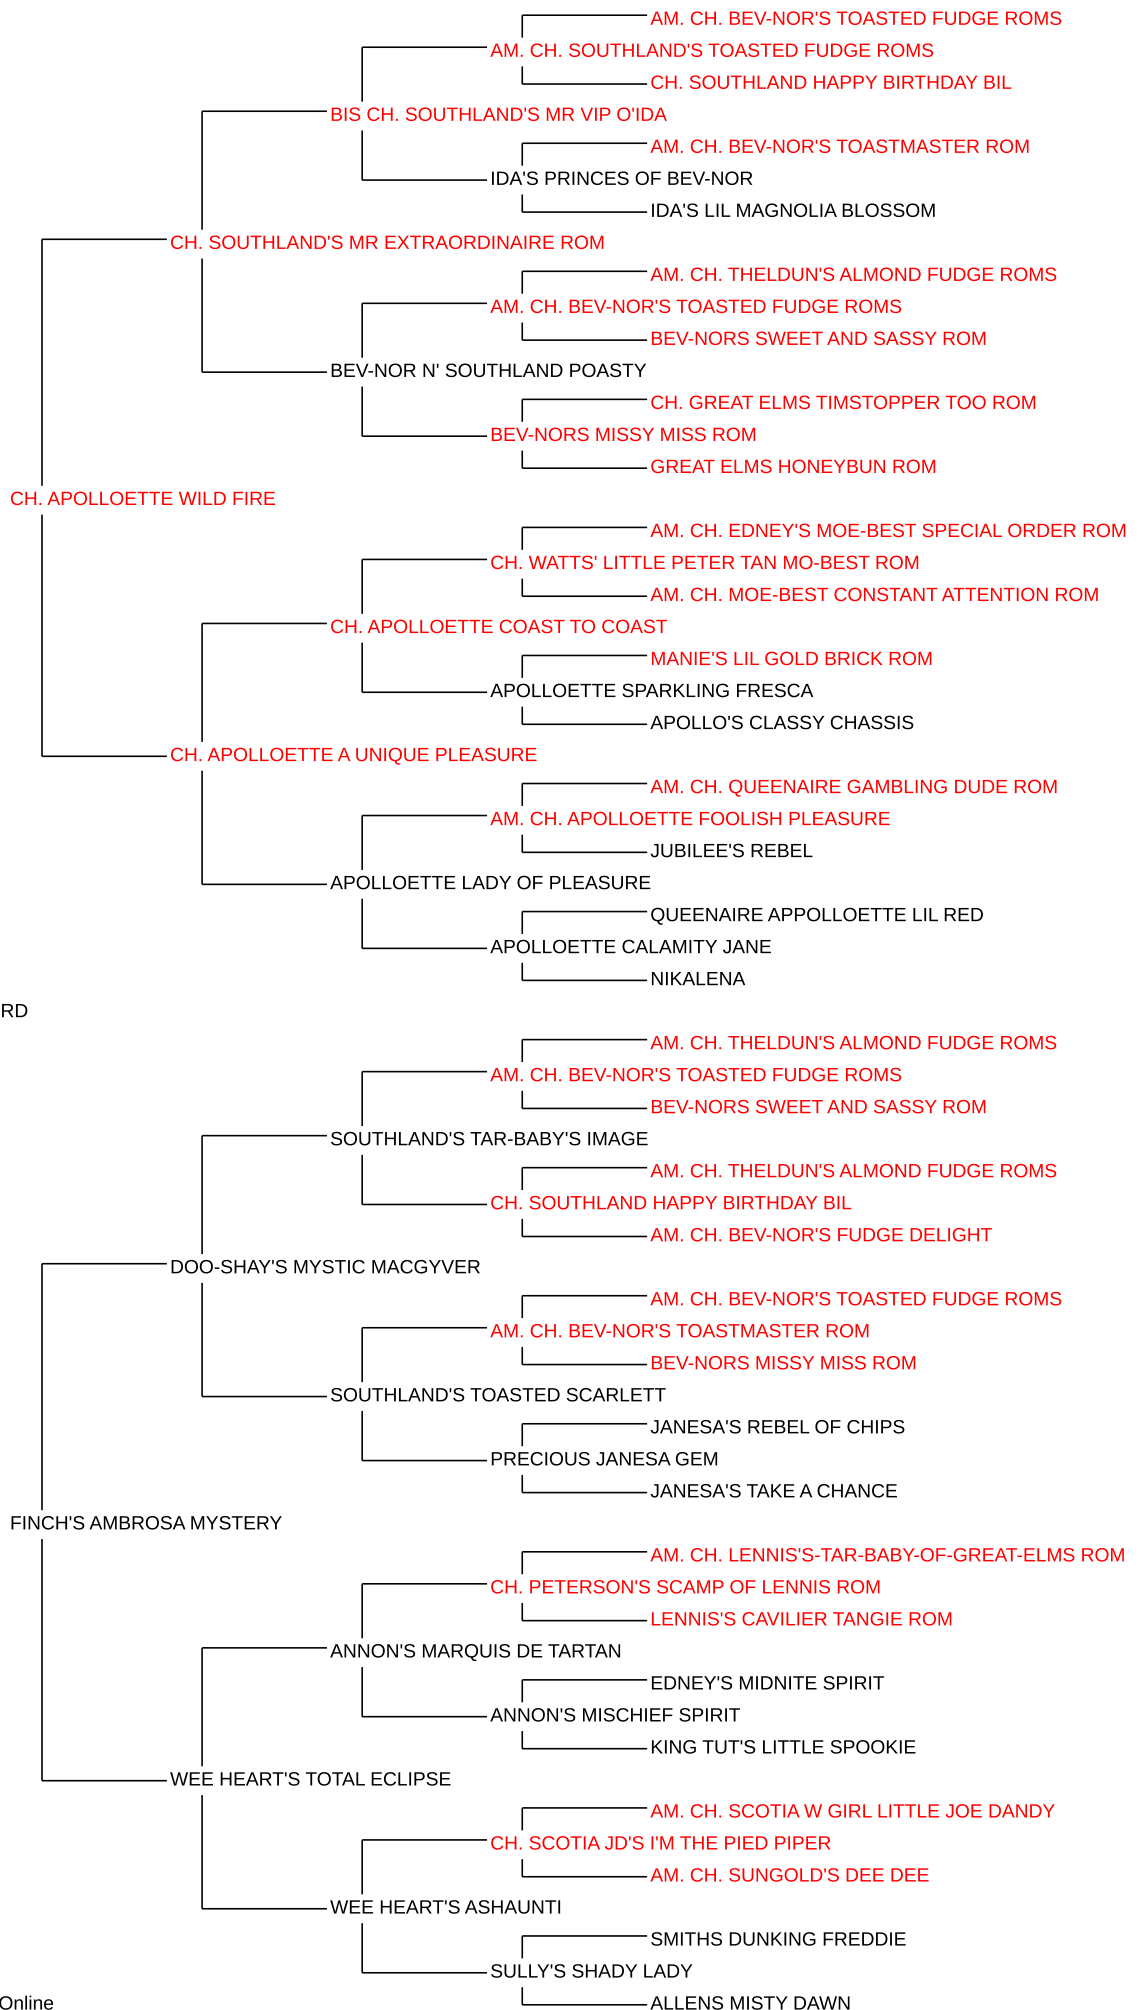 AM. CH. BEV-NOR'S TOASTED FUDGE ROMS
AM. CH. SOUTHLAND'S TOASTED FUDGE ROMS
CH. SOUTHLAND HAPPY BIRTHDAY BIL
BIS CH. SOUTHLAND'S MR VIP O'IDA
AM. CH. BEV-NOR'S TOASTMASTER ROM
IDA'S PRINCES OF BEV-NOR
IDA'S LIL MAGNOLIA BLOSSOM
CH. SOUTHLAND'S MR EXTRAORDINAIRE ROM
AM. CH. THELDUN'S ALMOND FUDGE ROMS
AM. CH. BEV-NOR'S TOASTED FUDGE ROMS
BEV-NORS SWEET AND SASSY ROM
BEV-NOR N' SOUTHLAND POASTY
CH. GREAT ELMS TIMSTOPPER TOO ROM
BEV-NORS MISSY MISS ROM
GREAT ELMS HONEYBUN ROM
CH. APOLLOETTE WILD FIRE
AM. CH. EDNEY'S MOE-BEST SPECIAL ORDER ROM
CH. WATTS' LITTLE PETER TAN MO-BEST ROM
AM. CH. MOE-BEST CONSTANT ATTENTION ROM
CH. APOLLOETTE COAST TO COAST
MANIE'S LIL GOLD BRICK ROM
APOLLOETTE SPARKLING FRESCA
APOLLO'S CLASSY CHASSIS
CH. APOLLOETTE A UNIQUE PLEASURE
AM. CH. QUEENAIRE GAMBLING DUDE ROM
AM. CH. APOLLOETTE FOOLISH PLEASURE
JUBILEE'S REBEL
APOLLOETTE LADY OF PLEASURE
QUEENAIRE APPOLLOETTE LIL RED
APOLLOETTE CALAMITY JANE
NIKALENA
RD
AM. CH. THELDUN'S ALMOND FUDGE ROMS
AM. CH. BEV-NOR'S TOASTED FUDGE ROMS
BEV-NORS SWEET AND SASSY ROM
SOUTHLAND'S TAR-BABY'S IMAGE
AM. CH. THELDUN'S ALMOND FUDGE ROMS
CH. SOUTHLAND HAPPY BIRTHDAY BIL
AM. CH. BEV-NOR'S FUDGE DELIGHT
DOO-SHAY'S MYSTIC MACGYVER
AM. CH. BEV-NOR'S TOASTED FUDGE ROMS
AM. CH. BEV-NOR'S TOASTMASTER ROM
BEV-NORS MISSY MISS ROM
SOUTHLAND'S TOASTED SCARLETT
JANESA'S REBEL OF CHIPS
PRECIOUS JANESA GEM
JANESA'S TAKE A CHANCE
FINCH'S AMBROSA MYSTERY
AM. CH. LENNIS'S-TAR-BABY-OF-GREAT-ELMS ROM
CH. PETERSON'S SCAMP OF LENNIS ROM
LENNIS'S CAVILIER TANGIE ROM
ANNON'S MARQUIS DE TARTAN
EDNEY'S MIDNITE SPIRIT
ANNON'S MISCHIEF SPIRIT
KING TUT'S LITTLE SPOOKIE
WEE HEART'S TOTAL ECLIPSE
AM. CH. SCOTIA W GIRL LITTLE JOE DANDY
CH. SCOTIA JD'S I'M THE PIED PIPER
AM. CH. SUNGOLD'S DEE DEE
WEE HEART'S ASHAUNTI
SMITHS DUNKING FREDDIE
SULLY'S SHADY LADY
ALLENS MISTY DAWN
Online